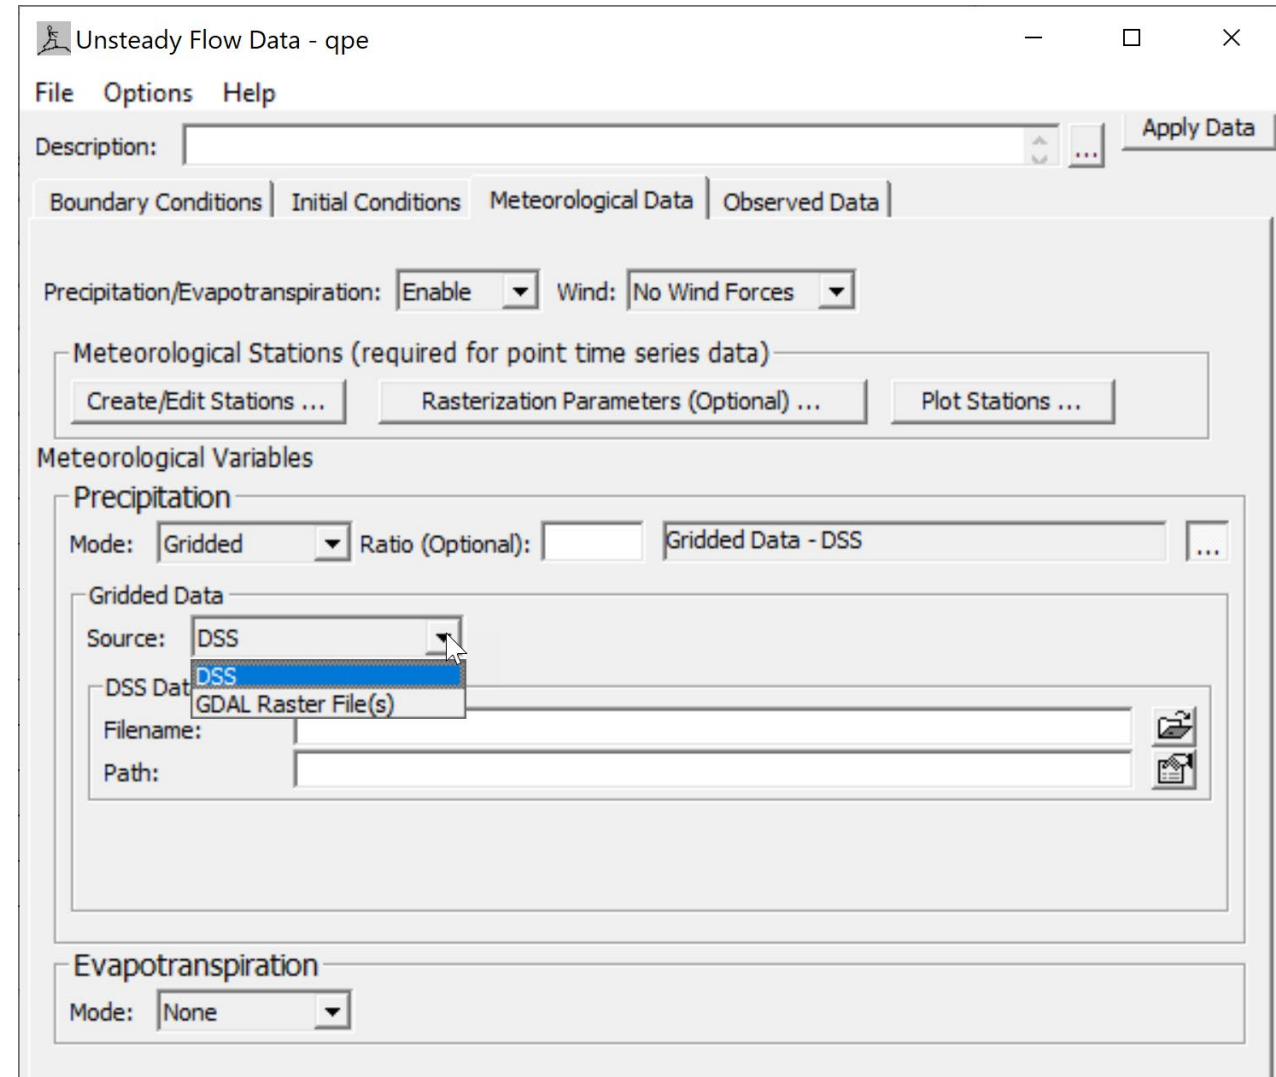 Unsteady Flow Data - qpe
File Options Help
Description: ... Apply Data
Boundary Conditions Initial Conditions Meteorological Data Observed Data
Precipitation/Evapotranspiration: Enable Wind: No Wind Forces
Meteorological Stations (required for point time series data)
Create/Edit Stations ... Rasterization Parameters (Optional) ... Plot Stations ...
Meteorological Variables
Precipitation
Mode: Gridded Ratio (Optional): Gridded Data - DSS ...
Gridded Data
Source: DSS
DSS
DSS Dat
GDAL Raster File(s)
Filename:
Path:
Evapotranspiration
Mode: None